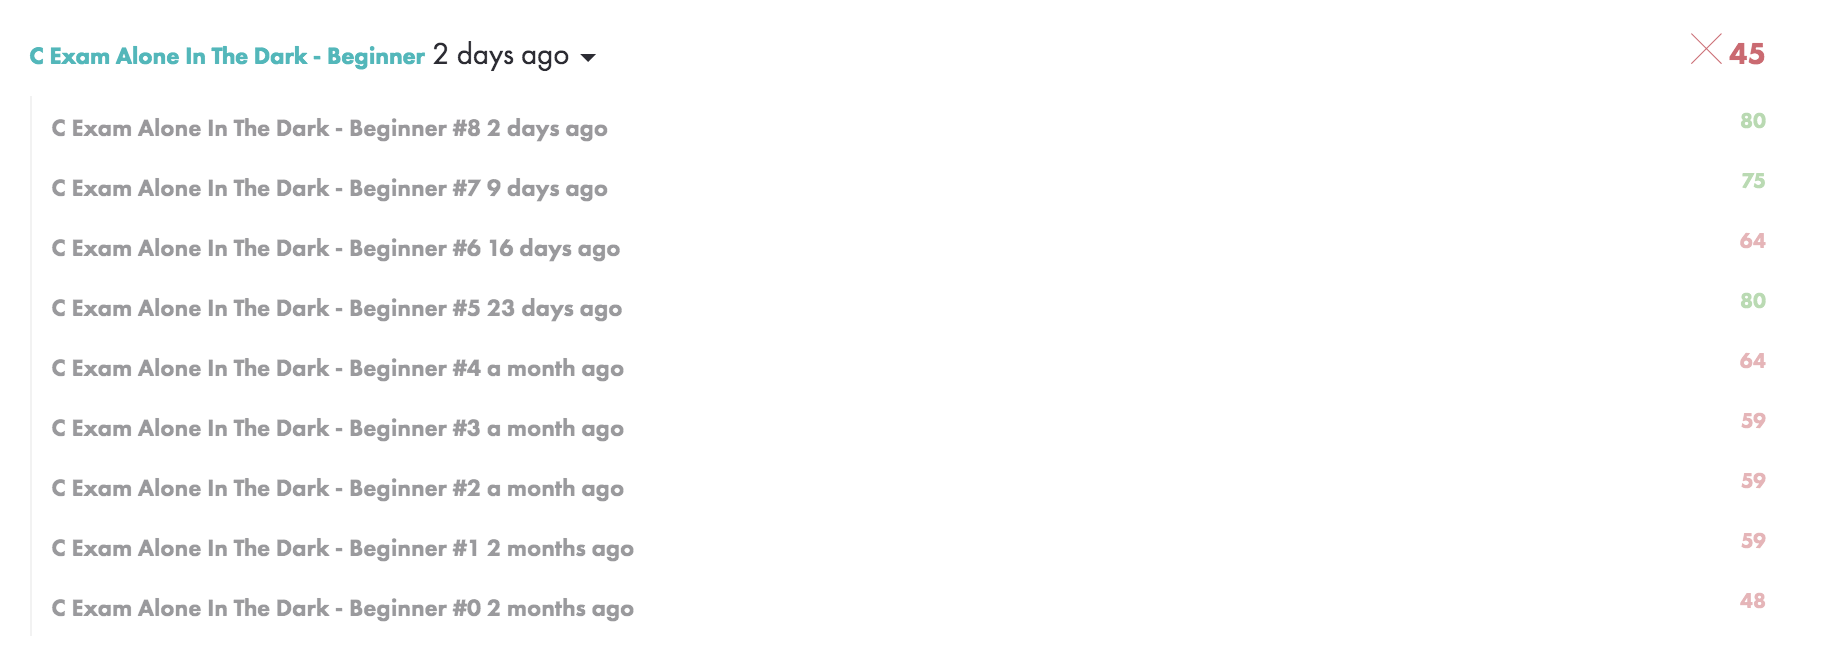 C Exam Alone In The Dark - Beginner 2 days ago 45
C Exam Alone In The Dark - Beginner #8 2 days ago 80
C Exam Alone In The Dark - Beginner #7 9 days ago 75
C Exam Alone In The Dark - Beginner #6 16 days ago 64
C Exam Alone In The Dark - Beginner #5 23 days ago 80
C Exam Alone In The Dark - Beginner #4 a month ago 64
C Exam Alone In The Dark - Beginner #3 a month ago 59
C Exam Alone In The Dark - Beginner #2 a month ago 59
C Exam Alone In The Dark - Beginner #1 2 months ago 59
C Exam Alone In The Dark - Beginner #0 2 months ago 48